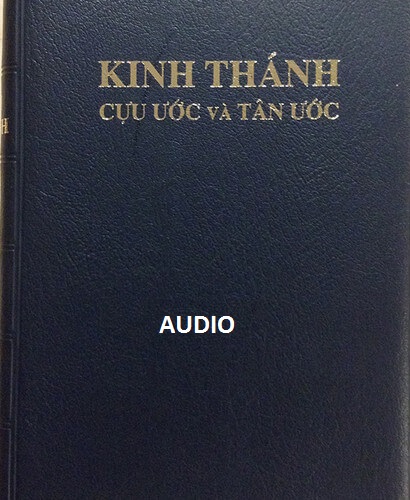 KINH THÁNH
CỰU ƯỚC VÀ TÂN ƯỚC
H
AUDIO